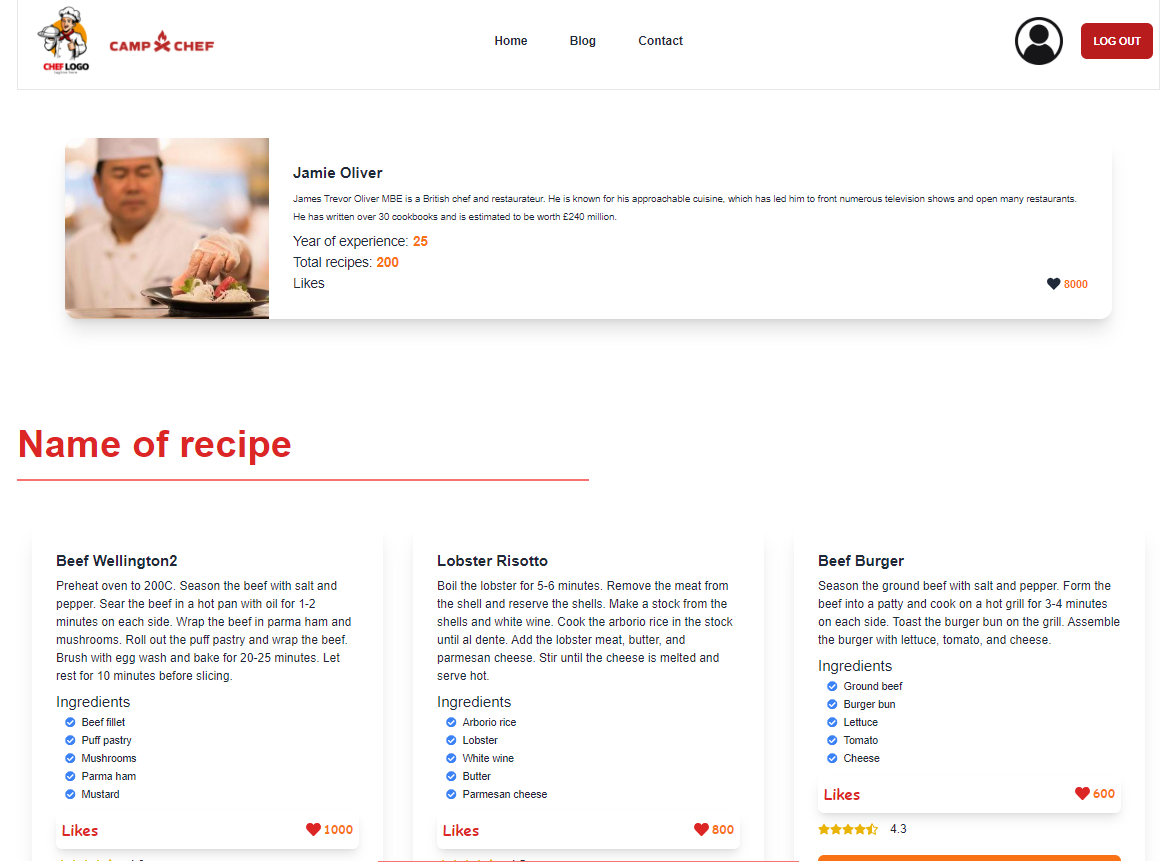 CHEF LOGO
CAMP CHEF
Home
Blog
Contact
LOG OUT
Jamie Oliver
James Trevor Oliver MBE is a British chef and restaurateur. He is known for his approachable cuisine, which has led him to front numerous television shows and open many restaurants.
He has written over 30 cookbooks and is estimated to be worth £240 million.
Year of experience: 25
Total recipes: 200
Likes
8000
Name of recipe
Beef Wellington2
Preheat oven to 200C. Season the beef with salt and
pepper. Sear the beef in a hot pan with oil for 1-2
minutes on each side. Wrap the beef in parma ham and
mushrooms. Roll out the puff pastry and wrap the beef.
Brush with egg wash and bake for 20-25 minutes. Let
rest for 10 minutes before slicing.
Ingredients
Beef fillet
Puff pastry
Mushrooms
Parma ham
Mustard
Likes
1000
Lobster Risotto
Boil the lobster for 5-6 minutes. Remove the meat from
the shell and reserve the shells. Make a stock from the
shells and white wine. Cook the arborio rice in the stock
until al dente. Add the lobster meat, butter, and
parmesan cheese. Stir until the cheese is melted and
serve hot.
Ingredients
Arborio rice
Lobster
White wine
Butter
Parmesan cheese
Likes
800
Beef Burger
Season the ground beef with salt and pepper. Form the
beef into a patty and cook on a hot grill for 3-4 minutes
on each side. Toast the burger bun on the grill. Assemble
the burger with lettuce, tomato, and cheese.
Ingredients
Ground beef
Burger bun
Lettuce
Tomato
Cheese
Likes
600
4.3